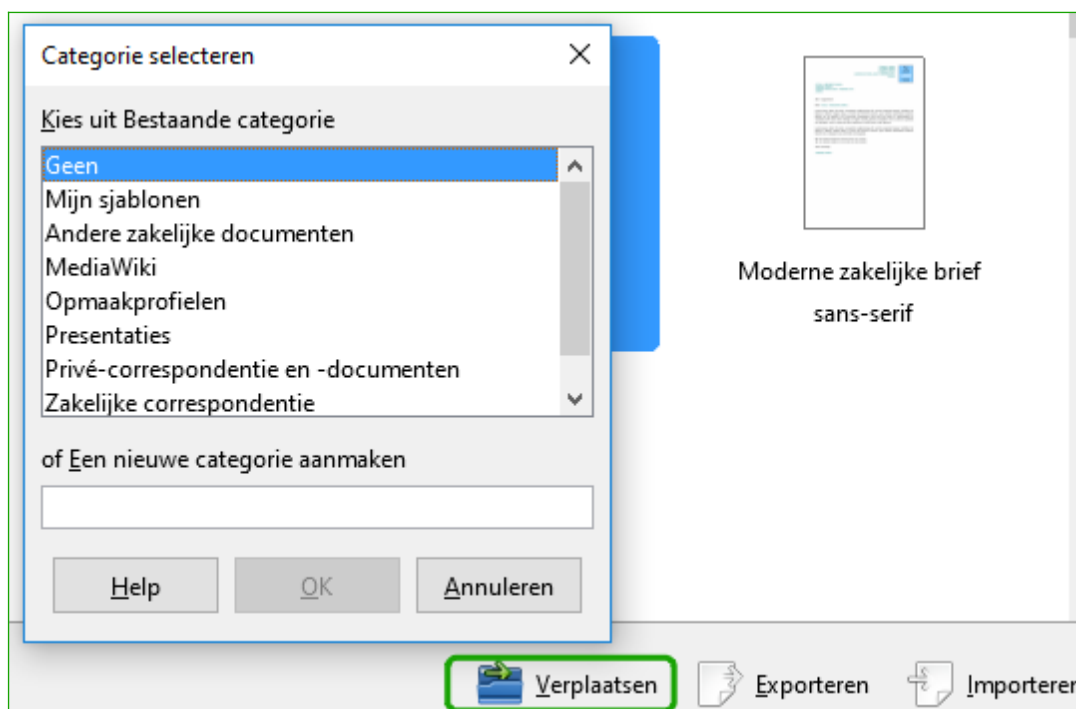 Categorie selecteren
Kies uit Bestaande categorie
Geen
Mijn sjablonen
Andere zakelijke documenten
MediaWiki
Opmaakprofielen
Presentaties
Privé-correspondentie en -documenten
Zakelijke correspondentie
of Een nieuwe categorie aanmaken
Help OK Annuleren
Moderne zakelijke brief
sans-serif
Verplaatsen Exporteren Importeren